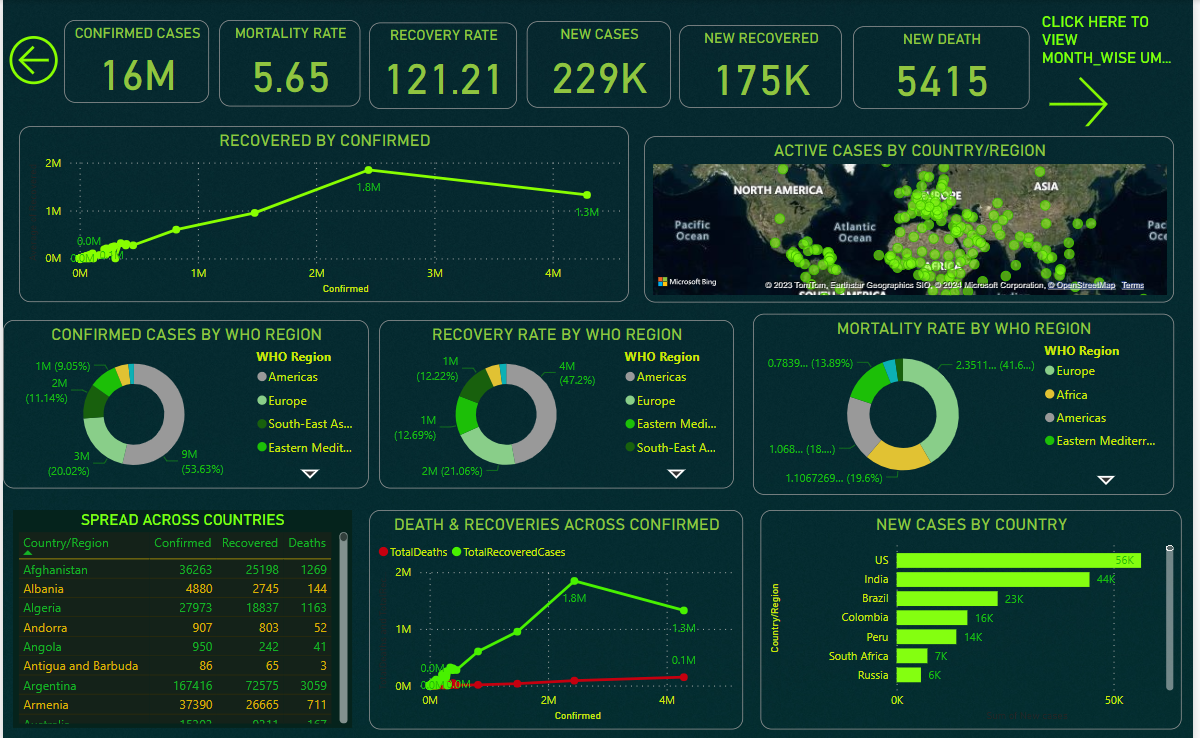 CONFIRMED CASES
16M
MORTALITY RATE
5.65
RECOVERY RATE
121.21
NEW CASES
229K
NEW RECOVERED
175K
NEW DEATH
5415
CLICK HERE TO
VIEW
MONTH_WISE UM...
RECOVERED BY CONFIRMED
2M
1M
0M
0.0M
1.8M
1.3M
0M
1M
2M
3M
4M
Confirmed
ACTIVE CASES BY COUNTRY/REGION
NORTH AMERICA
EUROPE
ASIA
Pacific
Ocean
Atlantic
Ocean
Pac
Oc
AFRICA
SOUTH AMERICA
Microsoft Bing
© 2023 TomTom, Earthstar Geographics SIO, © 2024 Microsoft Corporation, © OpenStreetMap Terms
CONFIRMED CASES BY WHO REGION
1M (9.05%)
2M
(11.14%)
3M
(20.02%)
9M
(53.63%)
WHO Region
Americas
Europe
South-East As...
Eastern Medit...
RECOVERY RATE BY WHO REGION
1M
(12.22%)
4M
(47.2%)
1M
(12.69%)
2M (21.06%)
WHO Region
Americas
Europe
Eastern Medi...
South-East A...
MORTALITY RATE BY WHO REGION
0.7839... (13.89%)
2.3511... (41.6...)
1.068... (18....)
1.1067269... (19.6%)
WHO Region
Europe
Africa
Americas
Eastern Mediterr...
SPREAD ACROSS COUNTRIES
Country/Region Confirmed Recovered Deaths
Afghanistan 36263 25198 1269
Albania 4880 2745 144
Algeria 27973 18837 1163
Andorra 907 803 52
Angola 950 242 41
Antigua and Barbuda 86 65 3
Argentina 167416 72575 3059
Armenia 37390 26665 711
Australia 15303 9311 167
DEATH & RECOVERIES ACROSS CONFIRMED
TotalDeaths TotalRecoveredCases
2M
1M
0M
0.0M
0.0M
1.8M
1.3M
0.1M
0M
2M
4M
Confirmed
NEW CASES BY COUNTRY
Country/Region
US 56K
India 44K
Brazil 23K
Colombia 16K
Peru 14K
South Africa 7K
Russia 6K
0K
50K